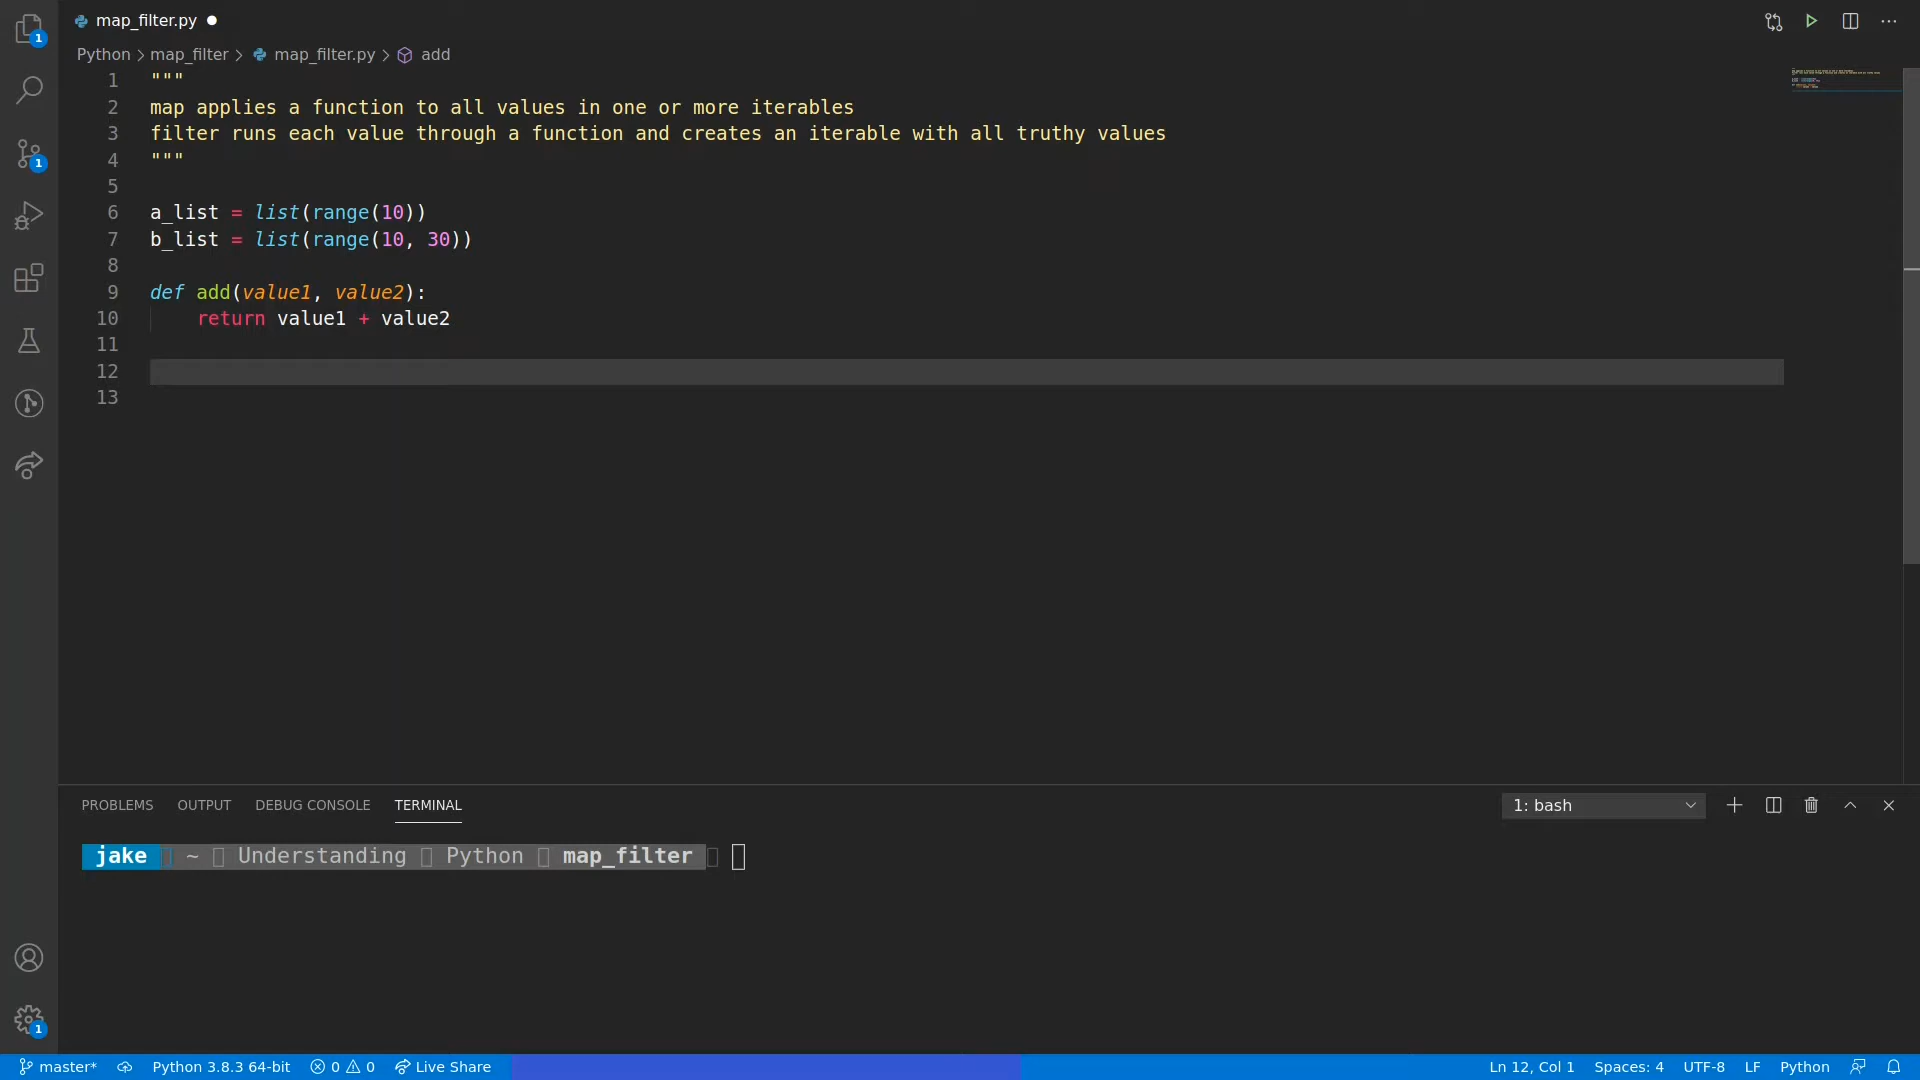 map_filter.py
Python > map_filter > map_filter.py > add
1 """
2 map applies a function to all values in one or more iterables
3 filter runs each value through a function and creates an iterable with all truthy values
4 """
5
6 a_list = list(range(10))
7 b_list = list(range(10, 30))
8
9 def add(value1, value2):
10     return value1 + value2
11
12
13
1
1
1
PROBLEMS OUTPUT DEBUG CONSOLE TERMINAL 1: bash
jake ~ Understanding Python map_filter
master* Python 3.8.3 64-bit 0 0 Live Share Ln 12, Col 1 Spaces: 4 UTF-8 LF Python